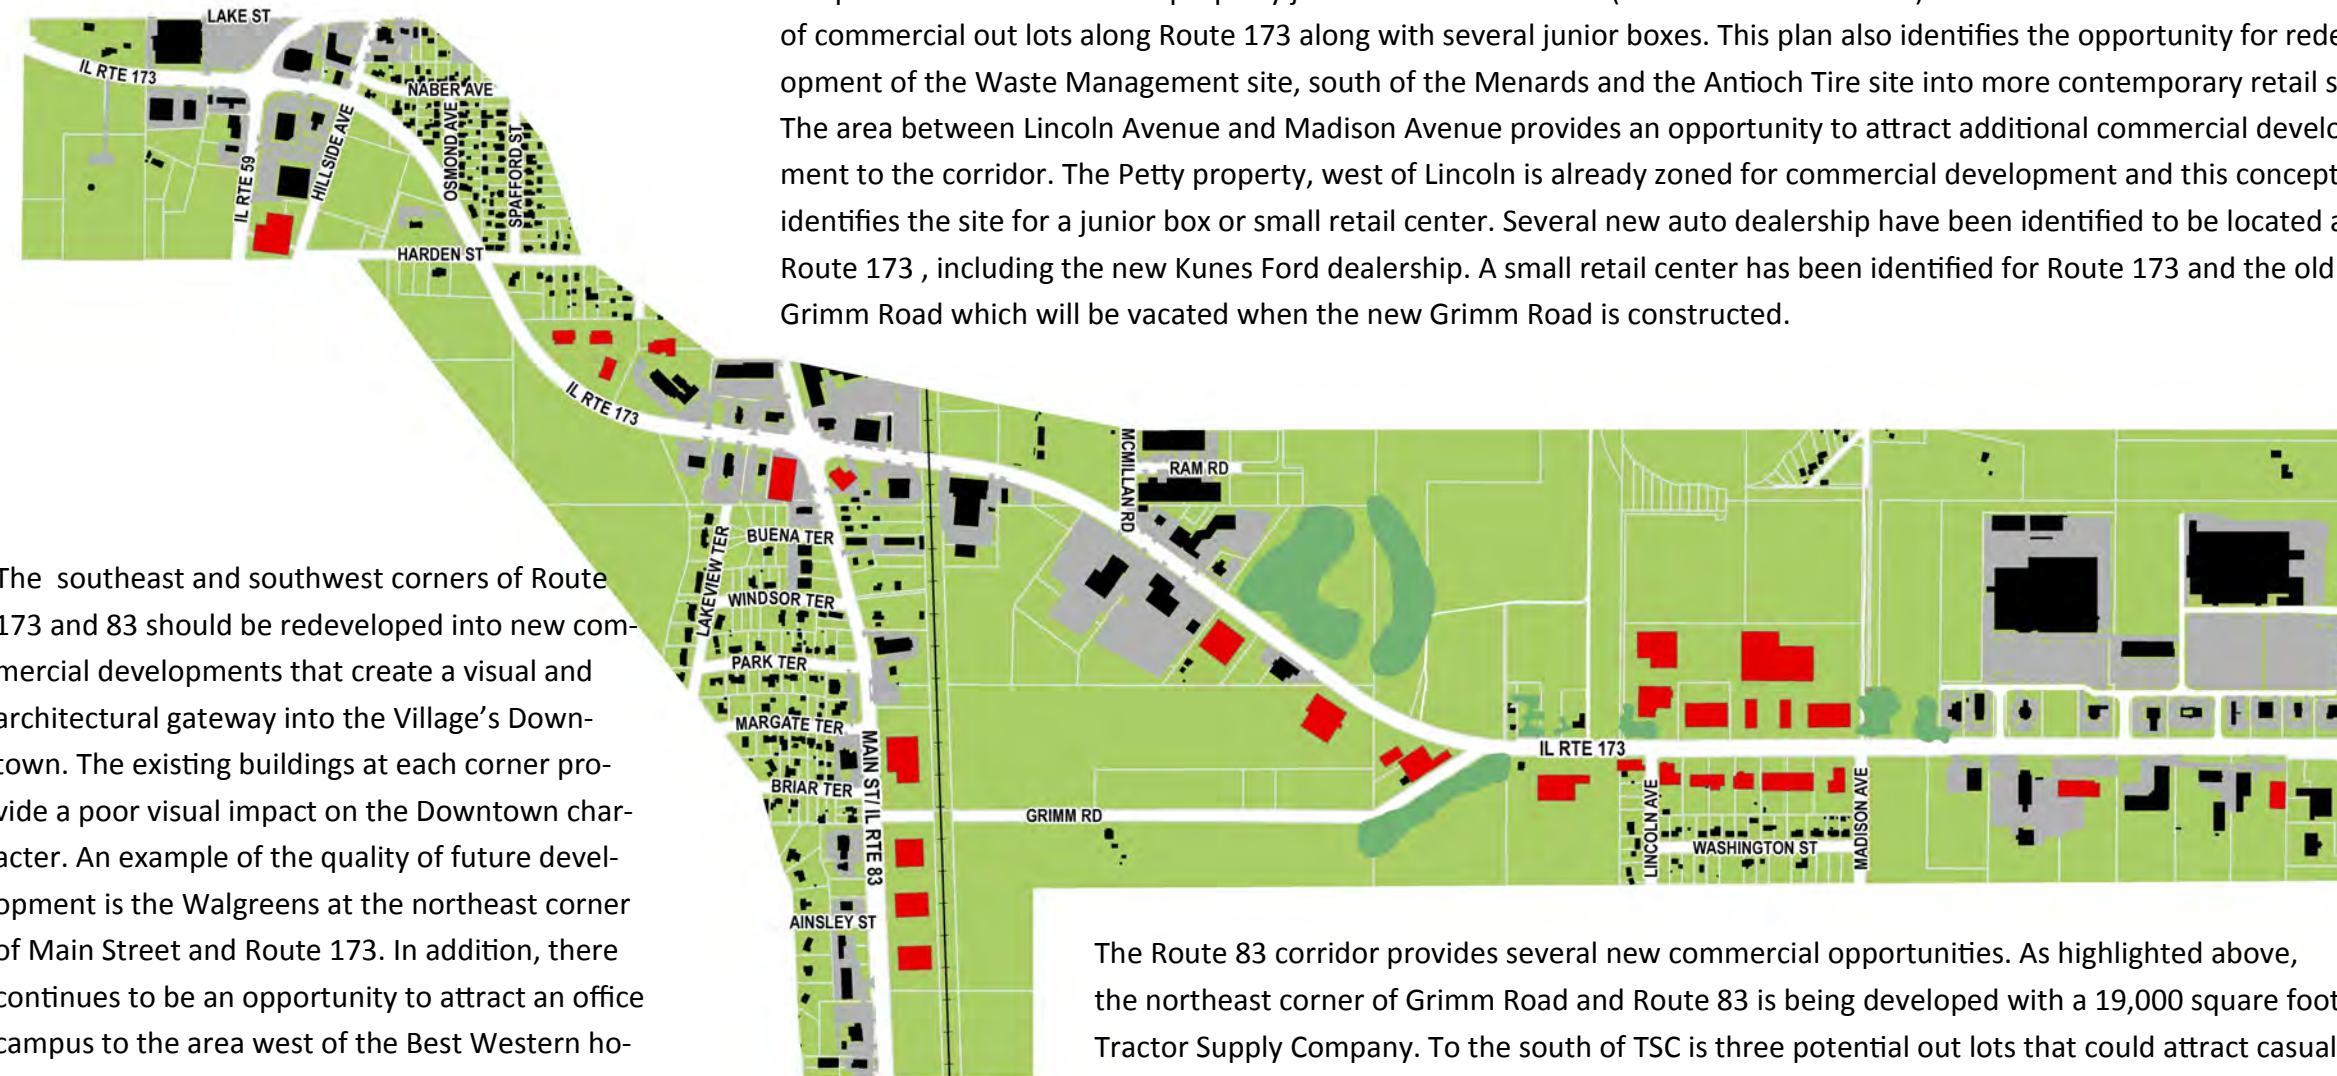 of commercial out lots along Route 173 along with several junior boxes. This plan also identifies the opportunity for rede
opment of the Waste Management site, south of the Menards and the Antioch Tire site into more contemporary retail s
The area between Lincoln Avenue and Madison Avenue provides an opportunity to attract additional commercial develo
ment to the corridor. The Petty property, west of Lincoln is already zoned for commercial development and this concept
identifies the site for a junior box or small retail center. Several new auto dealership have been identified to be located a
Route 173 , including the new Kunes Ford dealership. A small retail center has been identified for Route 173 and the old
Grimm Road which will be vacated when the new Grimm Road is constructed.
LAKE ST
IL RTE 173
NABER AVE
OSMOND AVE
SPAFFORD ST
HILLSIDE AVE
IL RTE 59
HARDEN ST
IL RTE 173
MCMILLAN RD
RAM RD
BUENA TER
LAKEVIEW TER
WINDSOR TER
PARK TER
MARGATE TER
MAIN ST/ IL RTE 83
BRIAR TER
GRIMM RD
AINSLEY ST
IL RTE 173
LINCOLN AVE
WASHINGTON ST
MADISON AVE
The southeast and southwest corners of Route
173 and 83 should be redeveloped into new com-
mercial developments that create a visual and
architectural gateway into the Village’s Down-
town. The existing buildings at each corner pro-
vide a poor visual impact on the Downtown char-
acter. An example of the quality of future devel-
opment is the Walgreens at the northeast corner
of Main Street and Route 173. In addition, there
continues to be an opportunity to attract an office
campus to the area west of the Best Western ho-
The Route 83 corridor provides several new commercial opportunities. As highlighted above,
the northeast corner of Grimm Road and Route 83 is being developed with a 19,000 square foot
Tractor Supply Company. To the south of TSC is three potential out lots that could attract casual